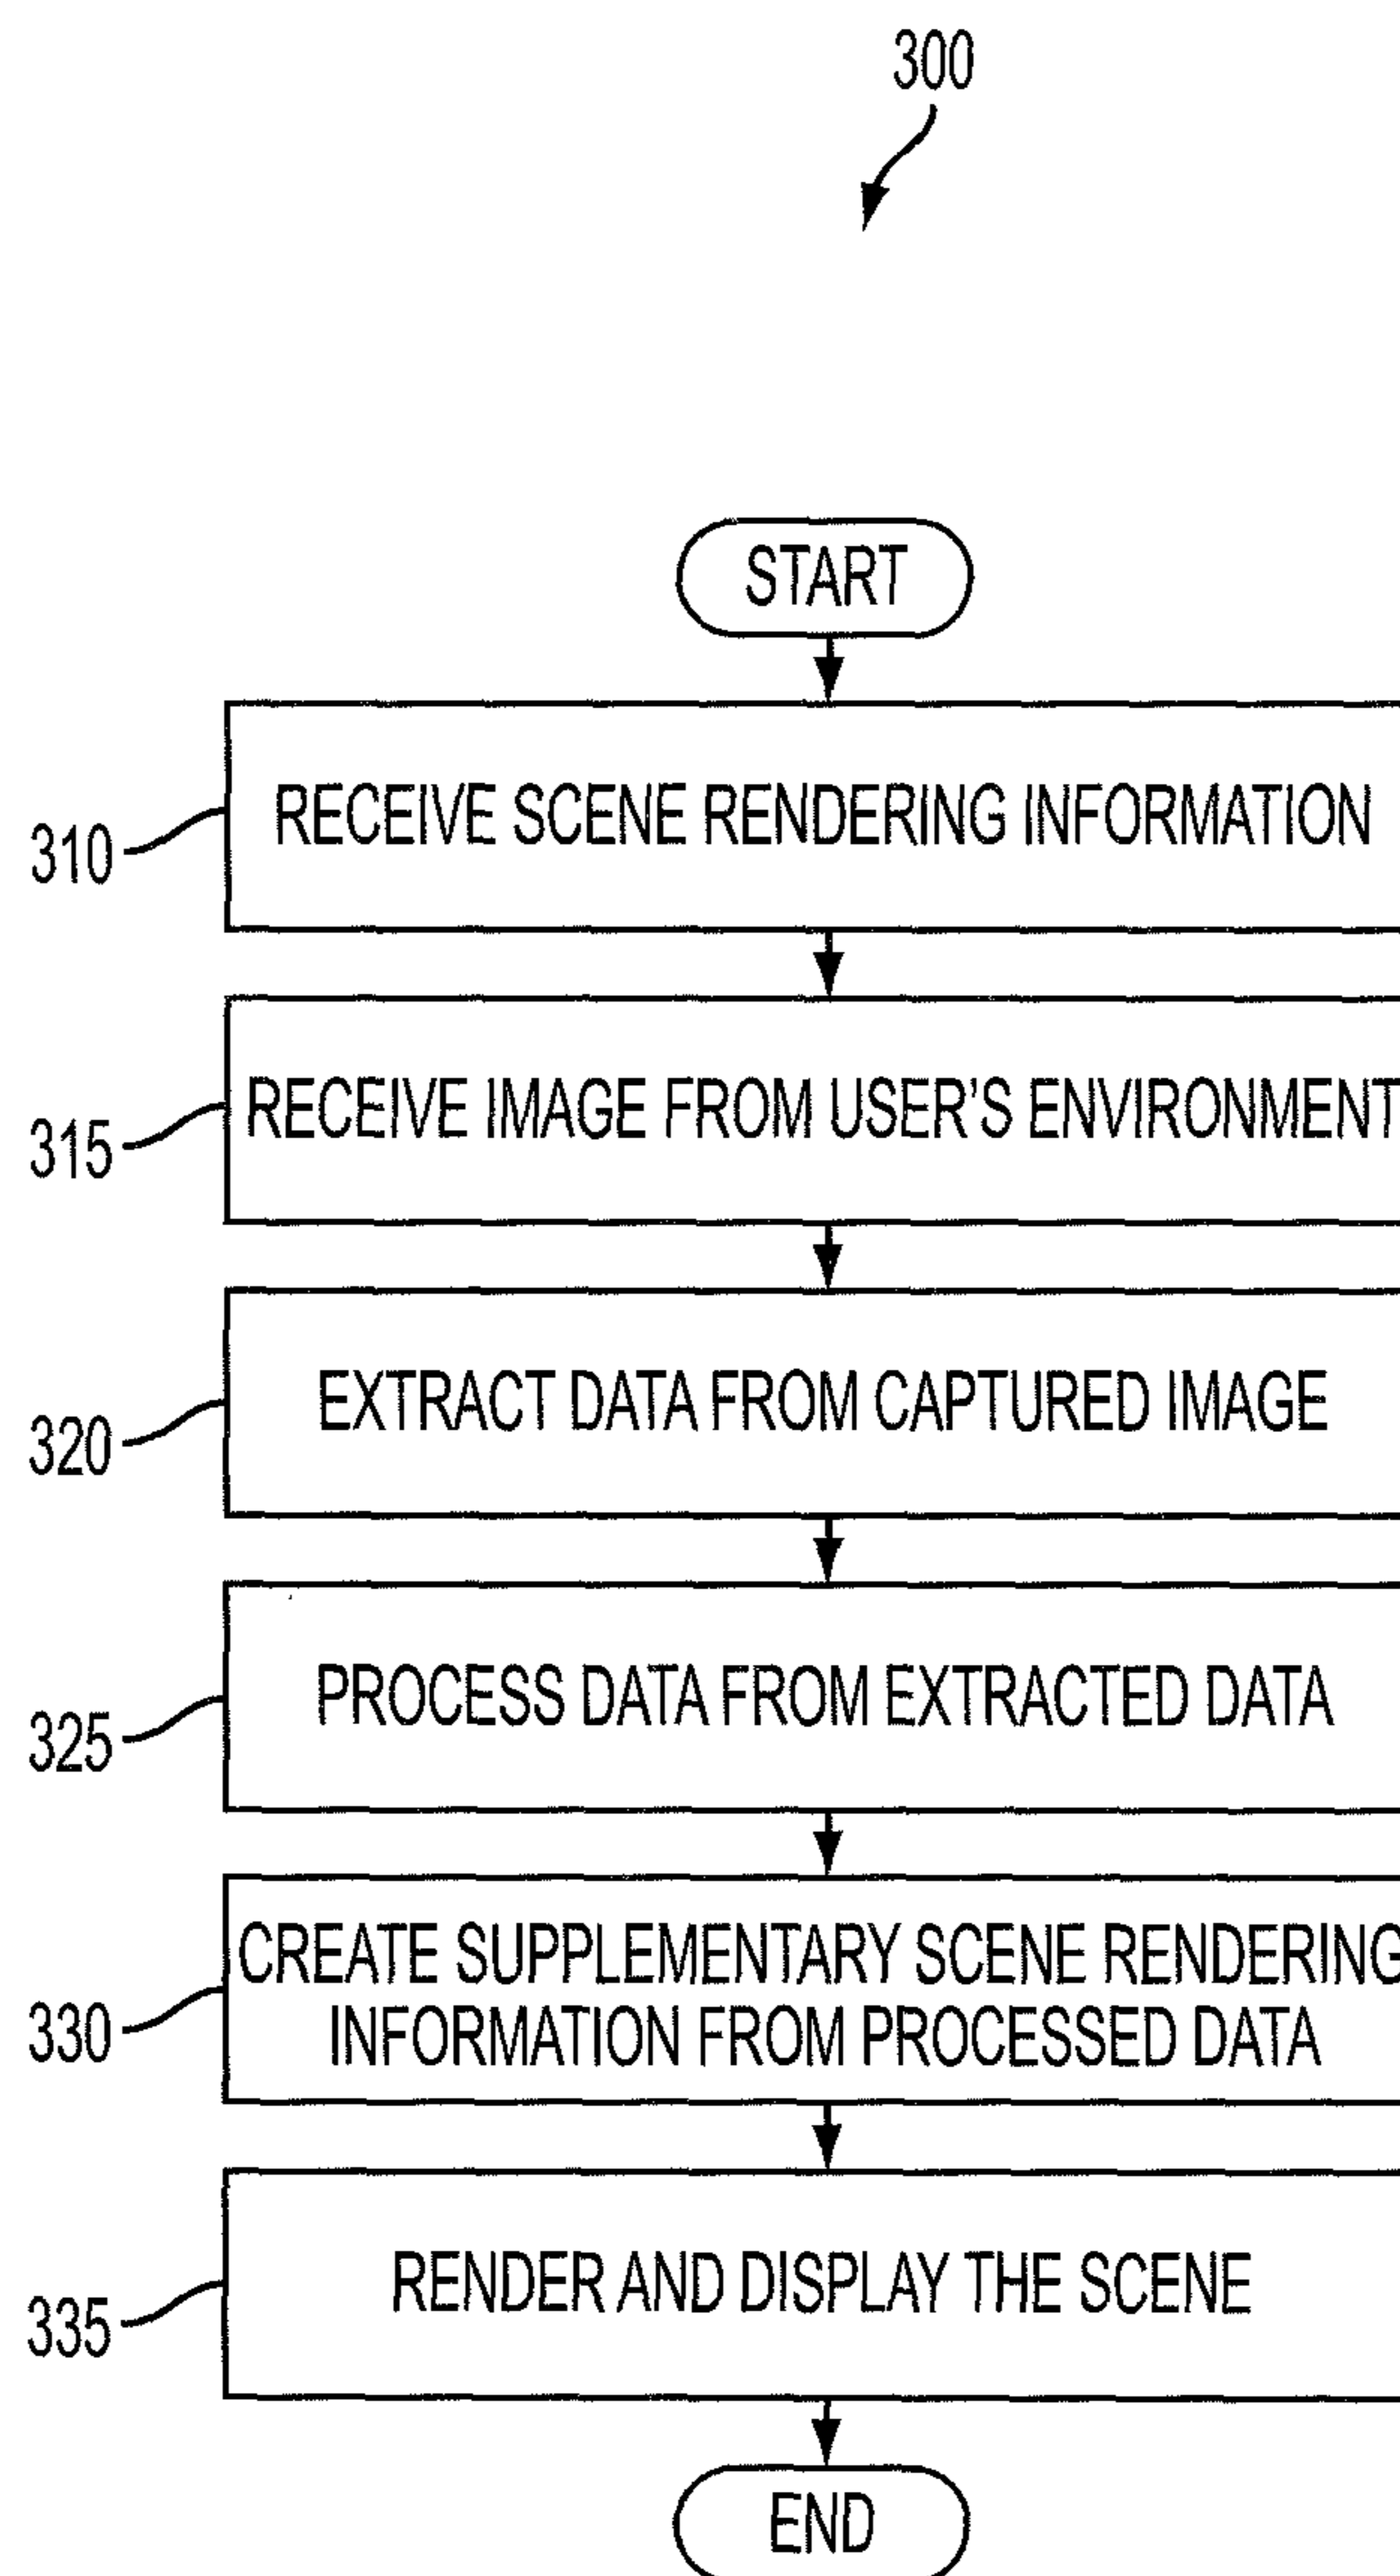 300
START
310
RECEIVE SCENE RENDERING INFORMATION
315
RECEIVE IMAGE FROM USER'S ENVIRONMENT
320
EXTRACT DATA FROM CAPTURED IMAGE
325
PROCESS DATA FROM EXTRACTED DATA
330
CREATE SUPPLEMENTARY SCENE RENDERING
INFORMATION FROM PROCESSED DATA
335
RENDER AND DISPLAY THE SCENE
END